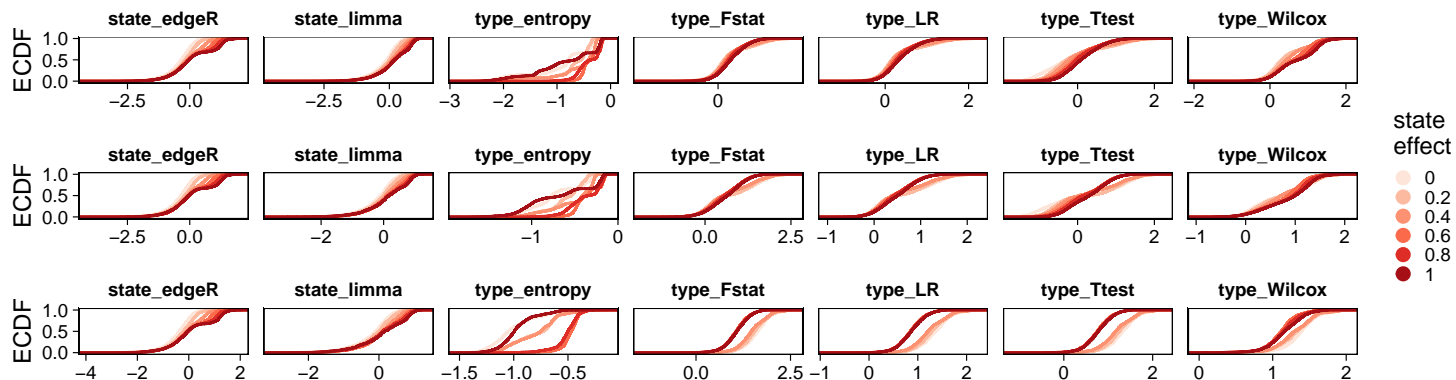 state_edgeR state_limma type_entropy type_Fstat type_LR type_Ttest type_Wilcox
ECDF
1.0
0.5
0.0
−2.5 0.0 −2.5 0.0 −3 −2 −1 0 0 0 2 0 2 −2 0 2
state_edgeR state_limma type_entropy type_Fstat type_LR type_Ttest type_Wilcox
ECDF
1.0
0.5
0.0
−2.5 0.0 −2 0 −1 0 0.0 2.5 −1 0 1 2 0 2 −1 0 1 2
state_edgeR state_limma type_entropy type_Fstat type_LR type_Ttest type_Wilcox
ECDF
1.0
0.5
0.0
−4 −2 0 2 −2 0 −1.5 −1.0 −0.5 0.0 2.5 −1 0 1 2 0 2 0 1 2
state
effect
0
0.2
0.4
0.6
0.8
1